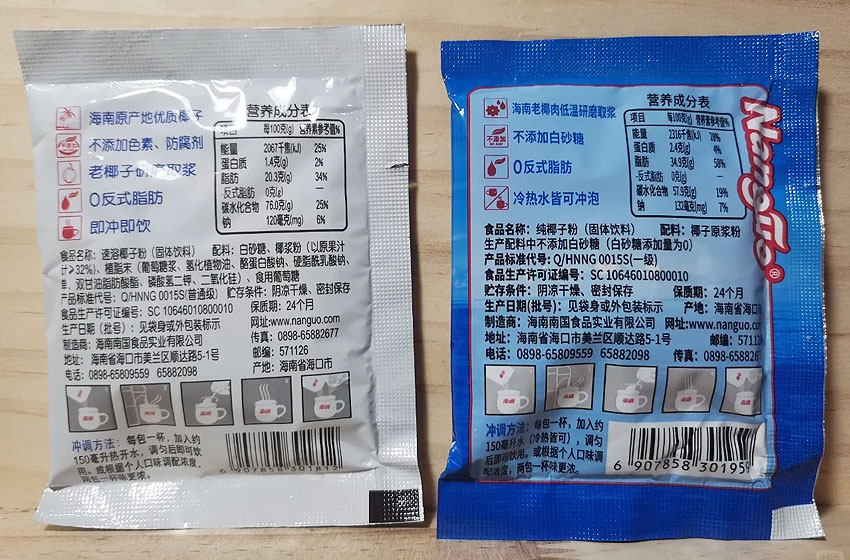 海南原产地优质椰子
不添加
不添加色素、防腐剂
老椰子研磨取浆
0反式脂肪
即冲即饮
营养成分表
项目 每100克(g) 营养素参考值%
能量 2067千焦(kJ) 25%
蛋白质 1.4克(g) 2%
脂肪 20.3克(g) 34%
-反式脂肪 0克(g) -
碳水化合物 76.0克(g) 25%
钠 120毫克(mg) 6%
食品名称：速溶椰子粉（固体饮料） 配料：白砂糖、椰浆粉（以原果汁
计≥32%）、植脂末（葡萄糖浆、氢化植物油、酪蛋白酸钠、硬脂酰乳酸钠、
单，双甘油脂肪酸酯、磷酸氢二钾、二氧化硅）、食用葡萄糖
产品标准代号：Q/HNNG 0015S(普通级) 贮存条件：阴凉干燥、密封保存
食品生产许可证编号：SC 10646010800010 保质期：24个月
生产日期（批号）：见袋身或外包装标示 网址:www.nanguo.com
制造商：海南南国食品实业有限公司 传真：0898-65882677
地址：海南省海口市美兰区顺达路5-1号 邮编：571126
电话：0898-65809559 65882098 产地：海南省海口市
南国 南国 南国
冲调方法：每包一杯，加入约
150毫升热开水，调匀后即可饮
用。或根据个人口味调配浓度，
两包一杯味更浓。
6 907858 301812
海南老椰肉低温研磨取浆
不添加
不添加白砂糖
0反式脂肪
冷热水皆可冲泡
营养成分表
项目 每100克(g) 营养素参考值%
能量 2316千焦(kJ) 28%
蛋白质 2.4克(g) 4%
脂肪 34.9克(g) 58%
-反式脂肪 0克(g)
碳水化合物 57.9克(g) 19%
钠 132毫克(mg) 7%
NanGuo®
食品名称：纯椰子粉（固体饮料） 配料：椰子原浆粉
生产配料中不添加白砂糖（白砂糖添加量为0）
产品标准代号：Q/HNNG 0015S(一级)
食品生产许可证编号：SC 10646010800010
贮存条件：阴凉干燥、密封保存 保质期：24个月
生产日期(批号)：见袋身或外包装标示 产地：海南省海口
制造商：海南南国食品实业有限公司 网址:www.nanguo.
地址：海南省海口市美兰区顺达路5-1号 邮编：57112
电话：0898-65809559 65882098 传真：0898-658826
南国 南国 南国
冲调方法：每包一杯，加入约
150毫升水（冷热皆可），调匀
后即可饮用。或根据个人口味调
配浓度，两包一杯味更浓。
6 907858 30195